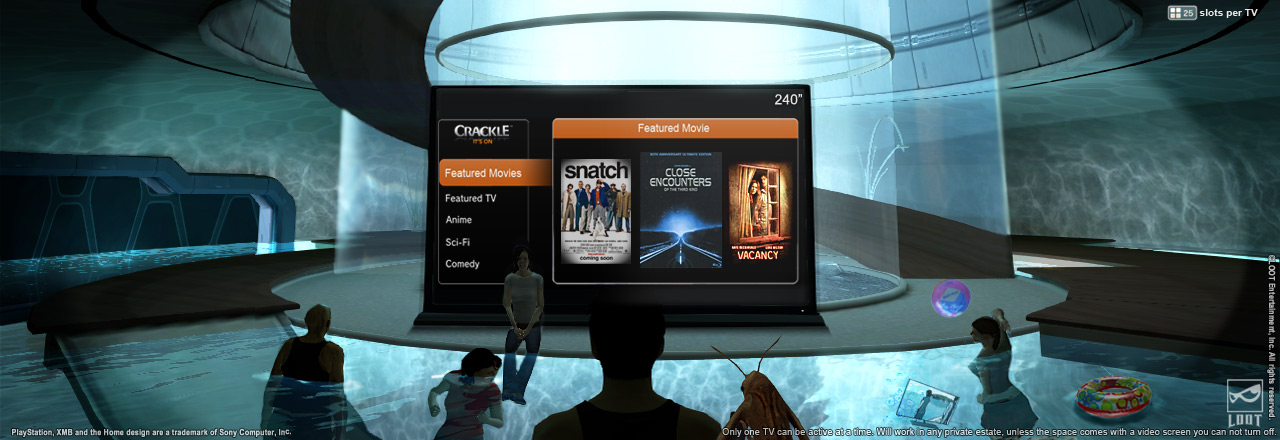 25 slots per TV
240"
CRACKLE
IT'S ON
Featured Movies
Featured TV
Anime
Sci-Fi
Comedy
Featured Movie
snatch
coming soon
CLOSE
ENCOUNTERS
OF THE THIRD KIND
VACANCY
©LOOT Entertainment, Inc. All rights reserved
LOOT
PlayStation, XMB and the Home design are a trademark of Sony Computer, Inc.
Only one TV can be active at a time. Will work in any private estate, unless the space comes with a video screen you can not turn off.